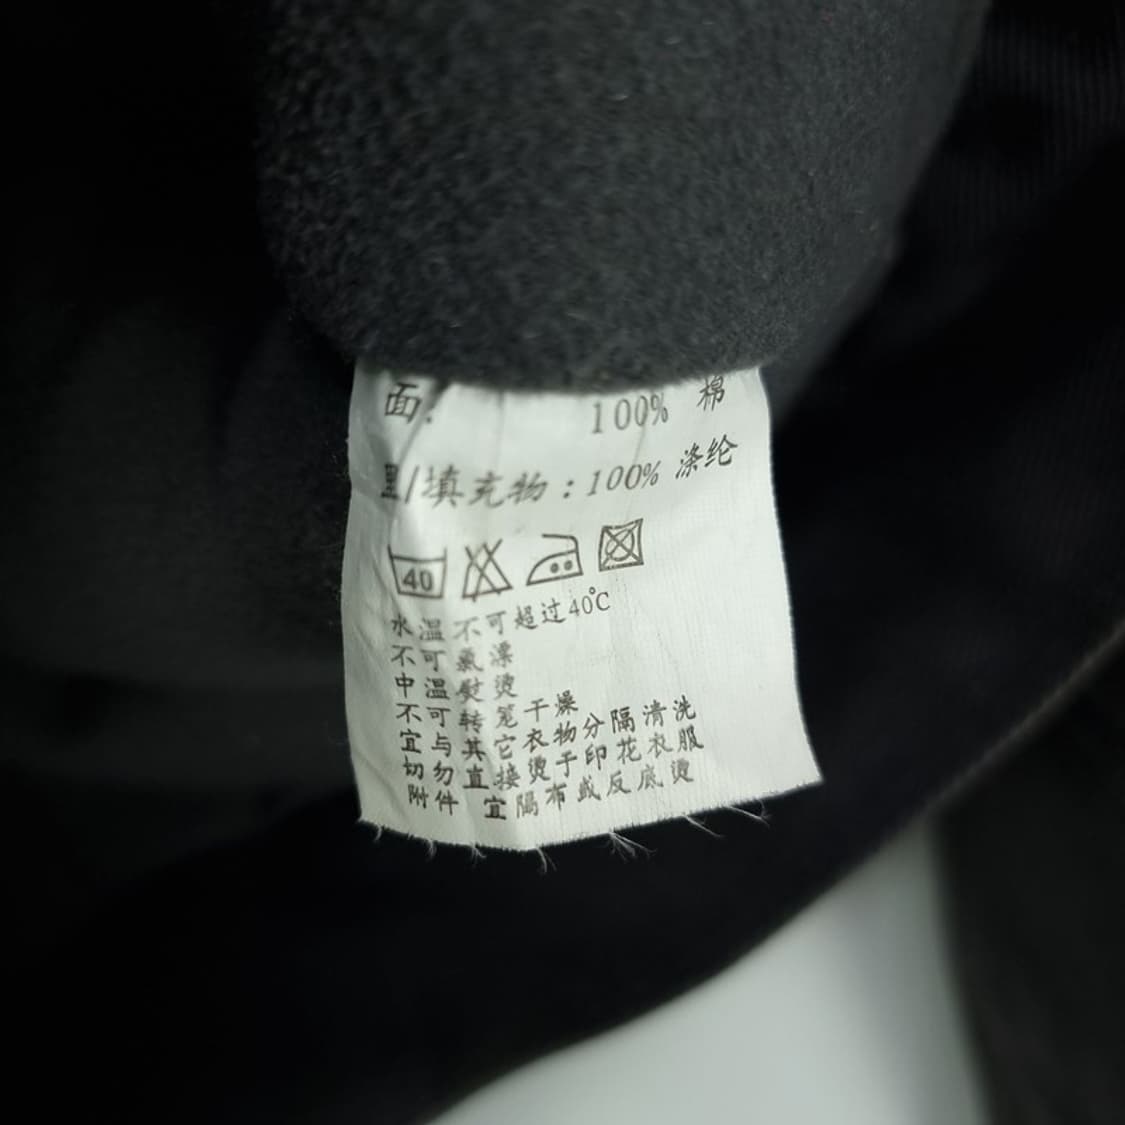 面: 100% 棉
里/填充物:100% 涤纶
40
水温不可超过40℃
不可氯漂
中温熨烫
不可转笼干燥
宜与其它衣物分隔清洗
切勿直接烫于印花衣服
附件 宜隔布或反底烫